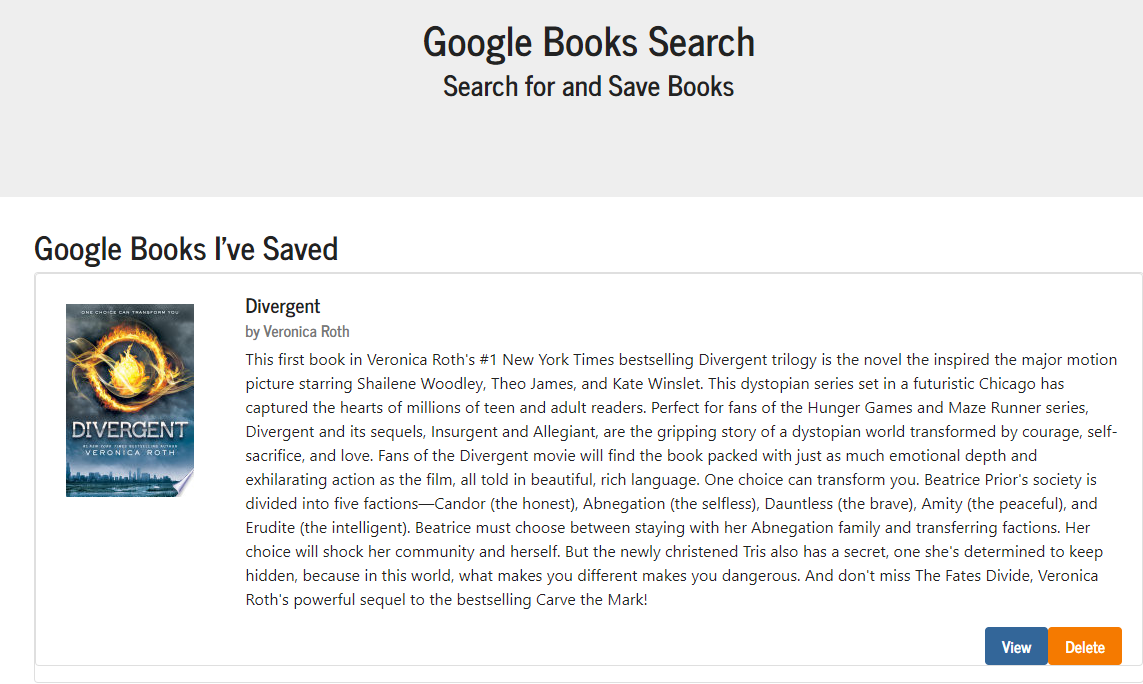 Google Books Search
Search for and Save Books
Google Books I've Saved
ONE CHOICE CAN TRANSFORM YOU
DIVERGENT
#1 NEW YORK TIMES BESTSELLING AUTHOR
VERONICA ROTH
Divergent
by Veronica Roth
This first book in Veronica Roth's #1 New York Times bestselling Divergent trilogy is the novel the inspired the major motion
picture starring Shailene Woodley, Theo James, and Kate Winslet. This dystopian series set in a futuristic Chicago has
captured the hearts of millions of teen and adult readers. Perfect for fans of the Hunger Games and Maze Runner series,
Divergent and its sequels, Insurgent and Allegiant, are the gripping story of a dystopian world transformed by courage, self-
sacrifice, and love. Fans of the Divergent movie will find the book packed with just as much emotional depth and
exhilarating action as the film, all told in beautiful, rich language. One choice can transform you. Beatrice Prior's society is
divided into five factions—Candor (the honest), Abnegation (the selfless), Dauntless (the brave), Amity (the peaceful), and
Erudite (the intelligent). Beatrice must choose between staying with her Abnegation family and transferring factions. Her
choice will shock her community and herself. But the newly christened Tris also has a secret, one she's determined to keep
hidden, because in this world, what makes you different makes you dangerous. And don't miss The Fates Divide, Veronica
Roth's powerful sequel to the bestselling Carve the Mark!
View
Delete